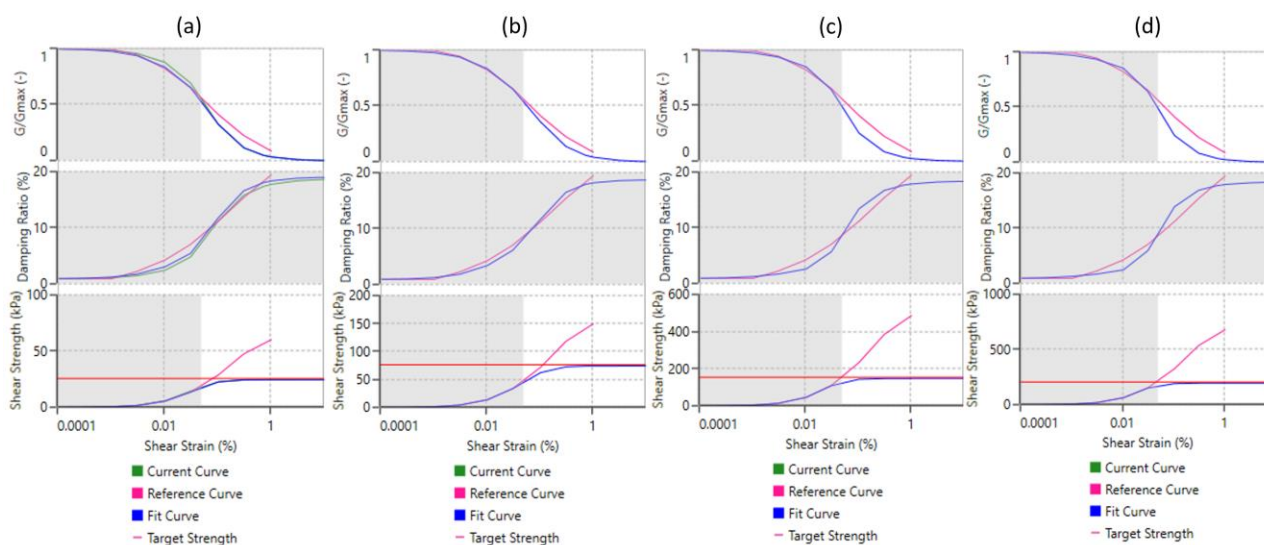 (a)
G/Gmax (-)
1
0.5
0
Damping Ratio (%)
20
10
0
Shear Strength (kPa)
100
50
0
0.0001
0.01
1
Shear Strain (%)
Current Curve
Reference Curve
Fit Curve
Target Strength
(b)
G/Gmax (-)
1
0.5
0
Damping Ratio (%)
20
10
0
Shear Strength (kPa)
200
150
100
50
0
0.0001
0.01
1
Shear Strain (%)
Current Curve
Reference Curve
Fit Curve
Target Strength
(c)
G/Gmax (-)
1
0.5
0
Damping Ratio (%)
20
10
0
Shear Strength (kPa)
600
400
200
0
0.0001
0.01
1
Shear Strain (%)
Current Curve
Reference Curve
Fit Curve
Target Strength
(d)
G/Gmax (-)
1
0.5
0
Damping Ratio (%)
20
10
0
Shear Strength (kPa)
1000
500
0
0.0001
0.01
1
Shear Strain (%)
Current Curve
Reference Curve
Fit Curve
Target Strength